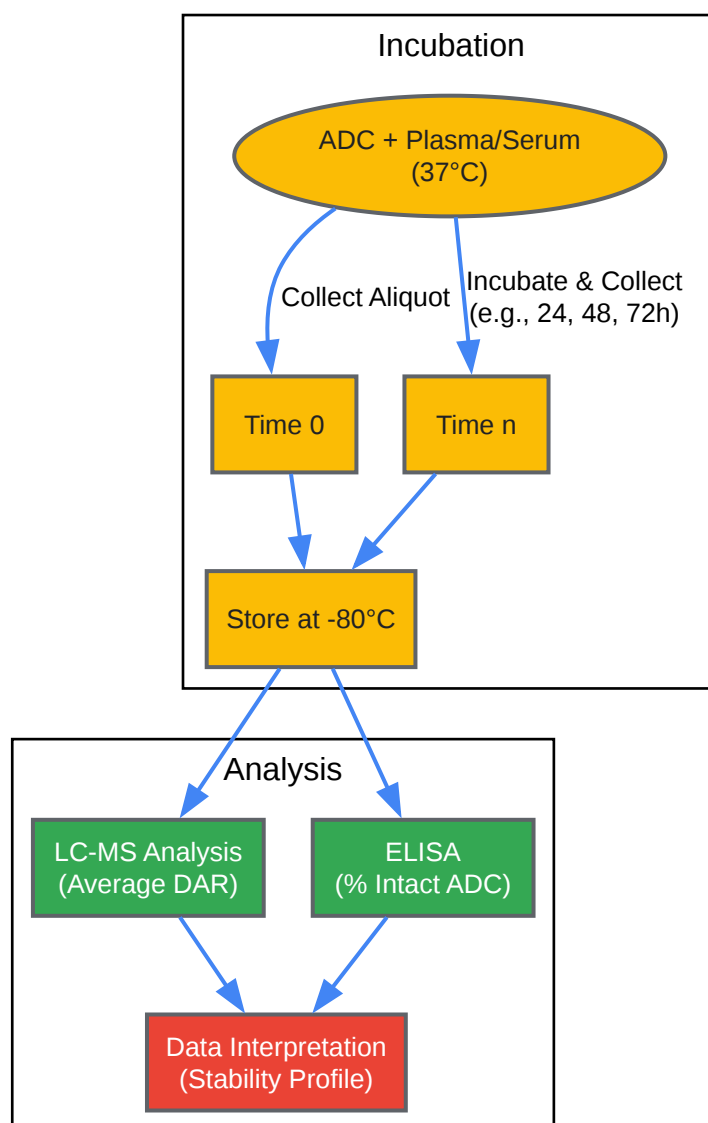 Incubation
ADC + Plasma/Serum
(37°C)
Collect Aliquot
Incubate & Collect
(e.g., 24, 48, 72h)
Time 0
Time n
Store at -80°C
Analysis
LC-MS Analysis
(Average DAR)
ELISA
(% Intact ADC)
Data Interpretation
(Stability Profile)